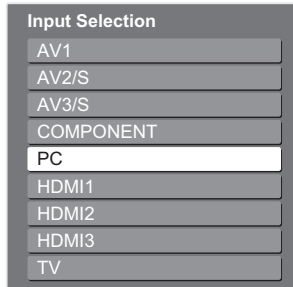 Input Selection
AV1
AV2/S
AV3/S
COMPONENT
PC
HDMI1
HDMI2
HDMI3
TV